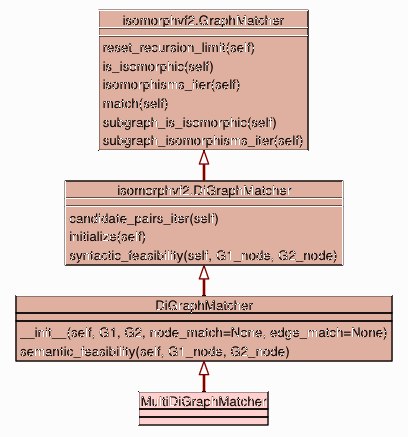 isomorphvf2.GraphMatcher
reset_recursion_limit(self)
is_isomorphic(self)
isomorphisms_iter(self)
match(self)
subgraph_is_isomorphic(self)
subgraph_isomorphisms_iter(self)
isomorphvf2.DiGraphMatcher
candidate_pairs_iter(self)
initialize(self)
syntactic_feasibility(self, G1_node, G2_node)
DiGraphMatcher
__init__(self, G1, G2, node_match=None, edge_match=None)
semantic_feasibility(self, G1_node, G2_node)
MultiDiGraphMatcher